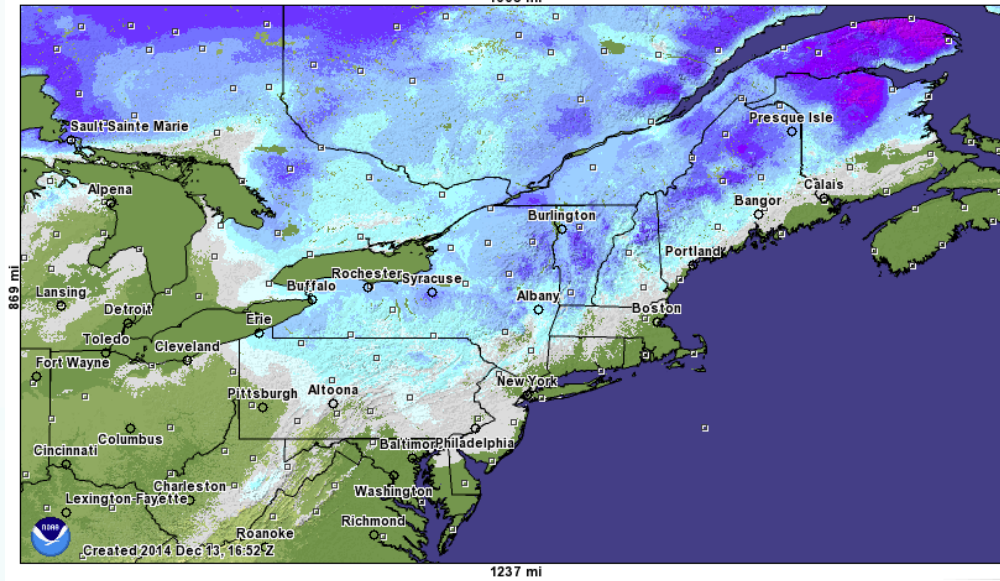 Sault-Sainte Marie
Presque Isle
Alpena
Calais
Bangor
Burlington
Portland
Rochester
Syracuse
Buffalo
869 mi
Lansing
Albany
Detroit
Boston
Erie
Toledo
Cleveland
Fort Wayne
New York
Altoona
Pittsburgh
Columbus
Baltimor
Philadelphia
Cincinnati
Charleston
Washington
Lexington-Fayette
Richmond
NOAA
Roanoke
Created 2014 Dec 13, 16:52 Z
1237 mi